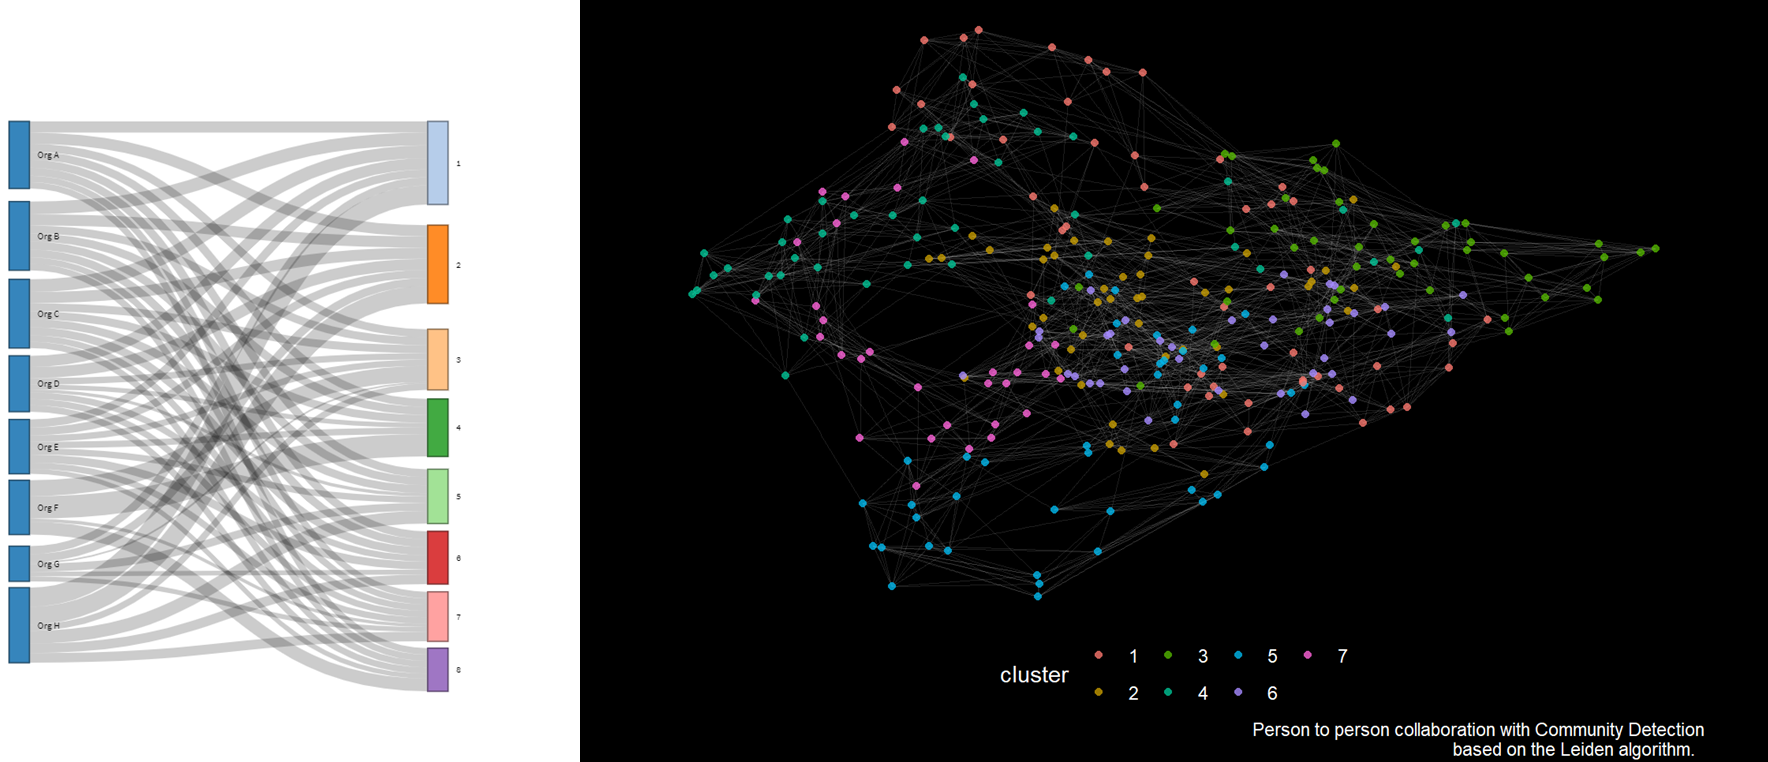 Org A
Org B
Org C
Org D
Org E
Org F
Org G
Org H
1
2
3
4
5
6
7
8
cluster
1 3 5 7
2 4 6
Person to person collaboration with Community Detection
based on the Leiden algorithm.